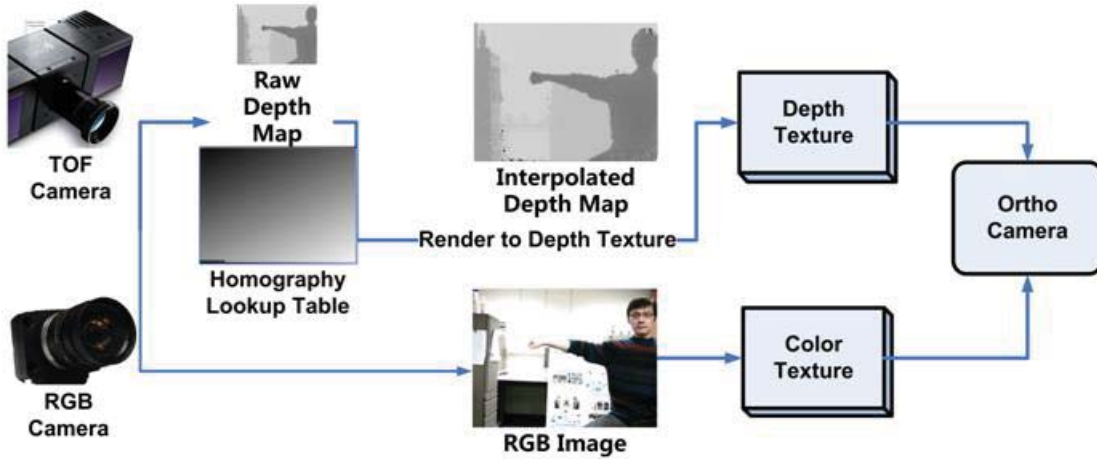 TOF
Camera
Raw
Depth
Map
Homography
Lookup Table
Interpolated
Depth Map
Render to Depth Texture
Depth
Texture
Ortho
Camera
RGB
Camera
RGB Image
Color
Texture